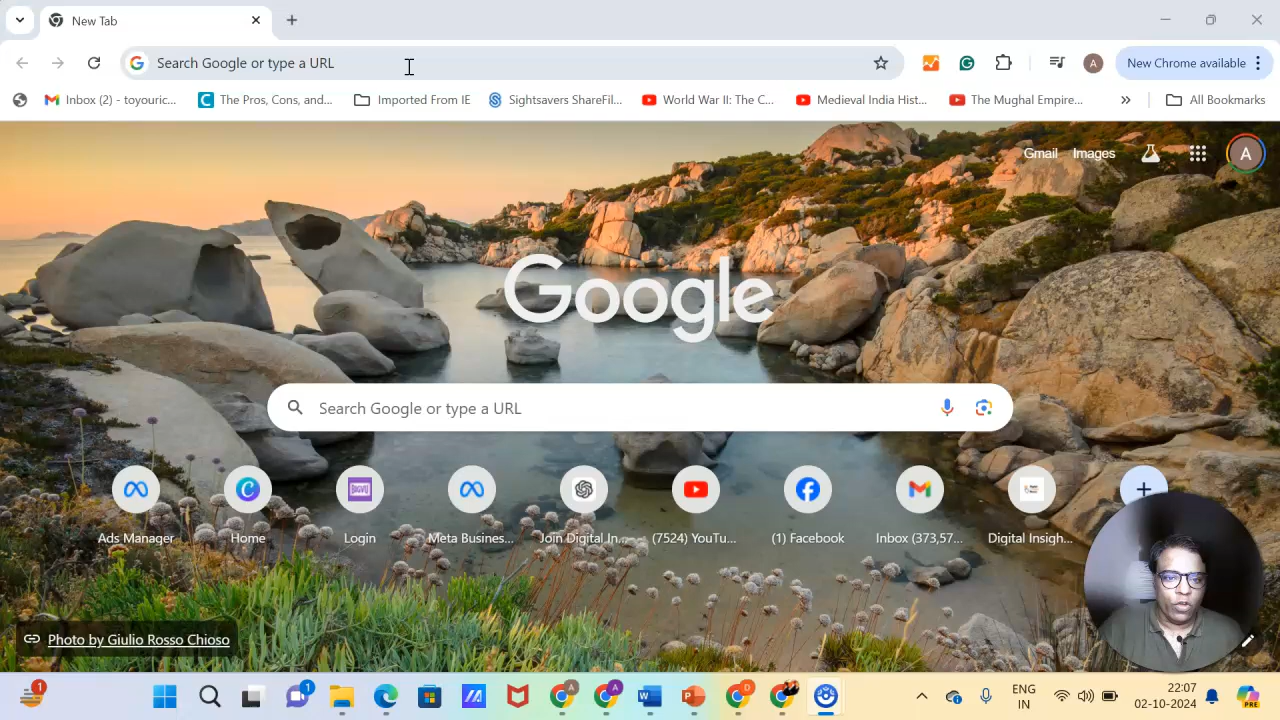 New Tab
Search Google or type a URL
New Chrome available
Inbox (2) - toyouric...
The Pros, Cons, and...
Imported From IE
Sightsavers ShareFil...
World War II: The C...
Medieval India Hist...
The Mughal Empire...
All Bookmarks
Gmail Images
A
Google
Search Google or type a URL
Ads Manager
Home
Login
Meta Busines...
Join Digital In...
(7524) YouTu...
(1) Facebook
Inbox (373,57...
Digital Insigh...
Photo by Giulio Rosso Chioso
ENG
IN
22:07
02-10-2024